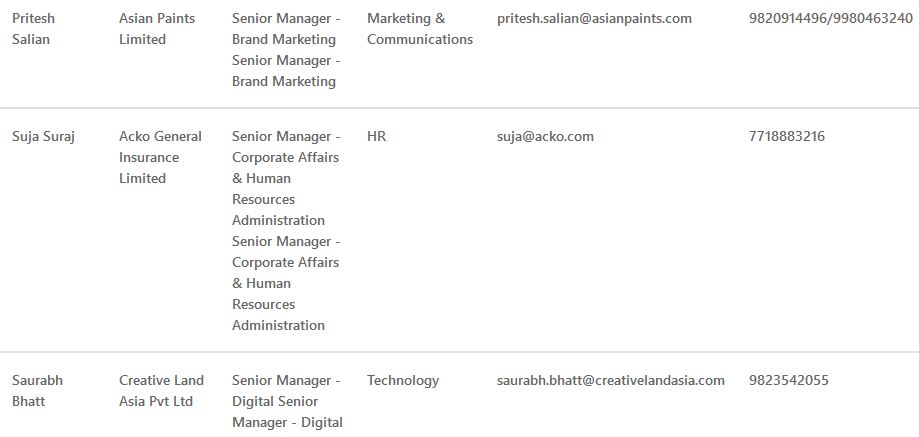 Pritesh Asian Paints Senior Manager - Marketing & pritesh.salian@asianpaints.com 9820914496/9980463240
Salian Limited Brand Marketing Communications
Senior Manager -
Brand Marketing
Suja Suraj Acko General Senior Manager - HR suja@acko.com 7718883216
Insurance Corporate Affairs
Limited & Human
Resources
Administration
Senior Manager -
Corporate Affairs
& Human
Resources
Administration
Saurabh Creative Land Senior Manager - Technology saurabh.bhatt@creativelandasia.com 9823542055
Bhatt Asia Pvt Ltd Digital Senior
Manager - Digital